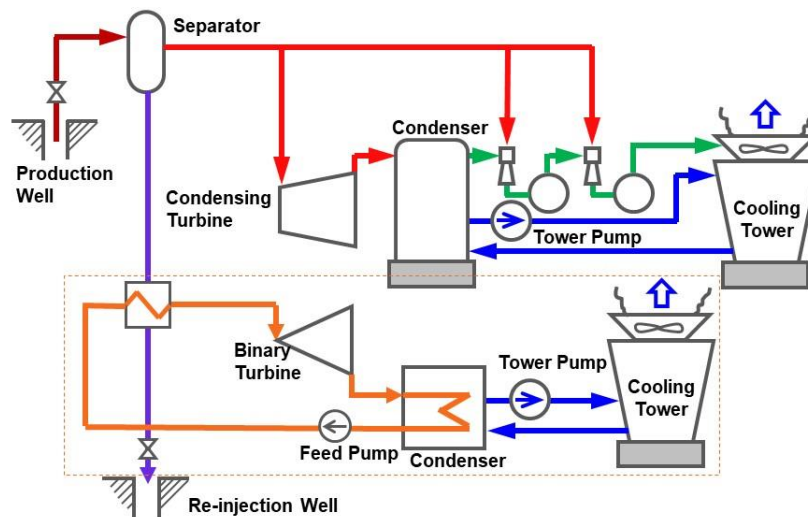 Separator
Condenser
Production
Well
Condensing
Turbine
Tower Pump
Cooling
Tower
Binary
Turbine
Tower Pump
Cooling
Tower
Feed Pump
Condenser
Re-injection Well